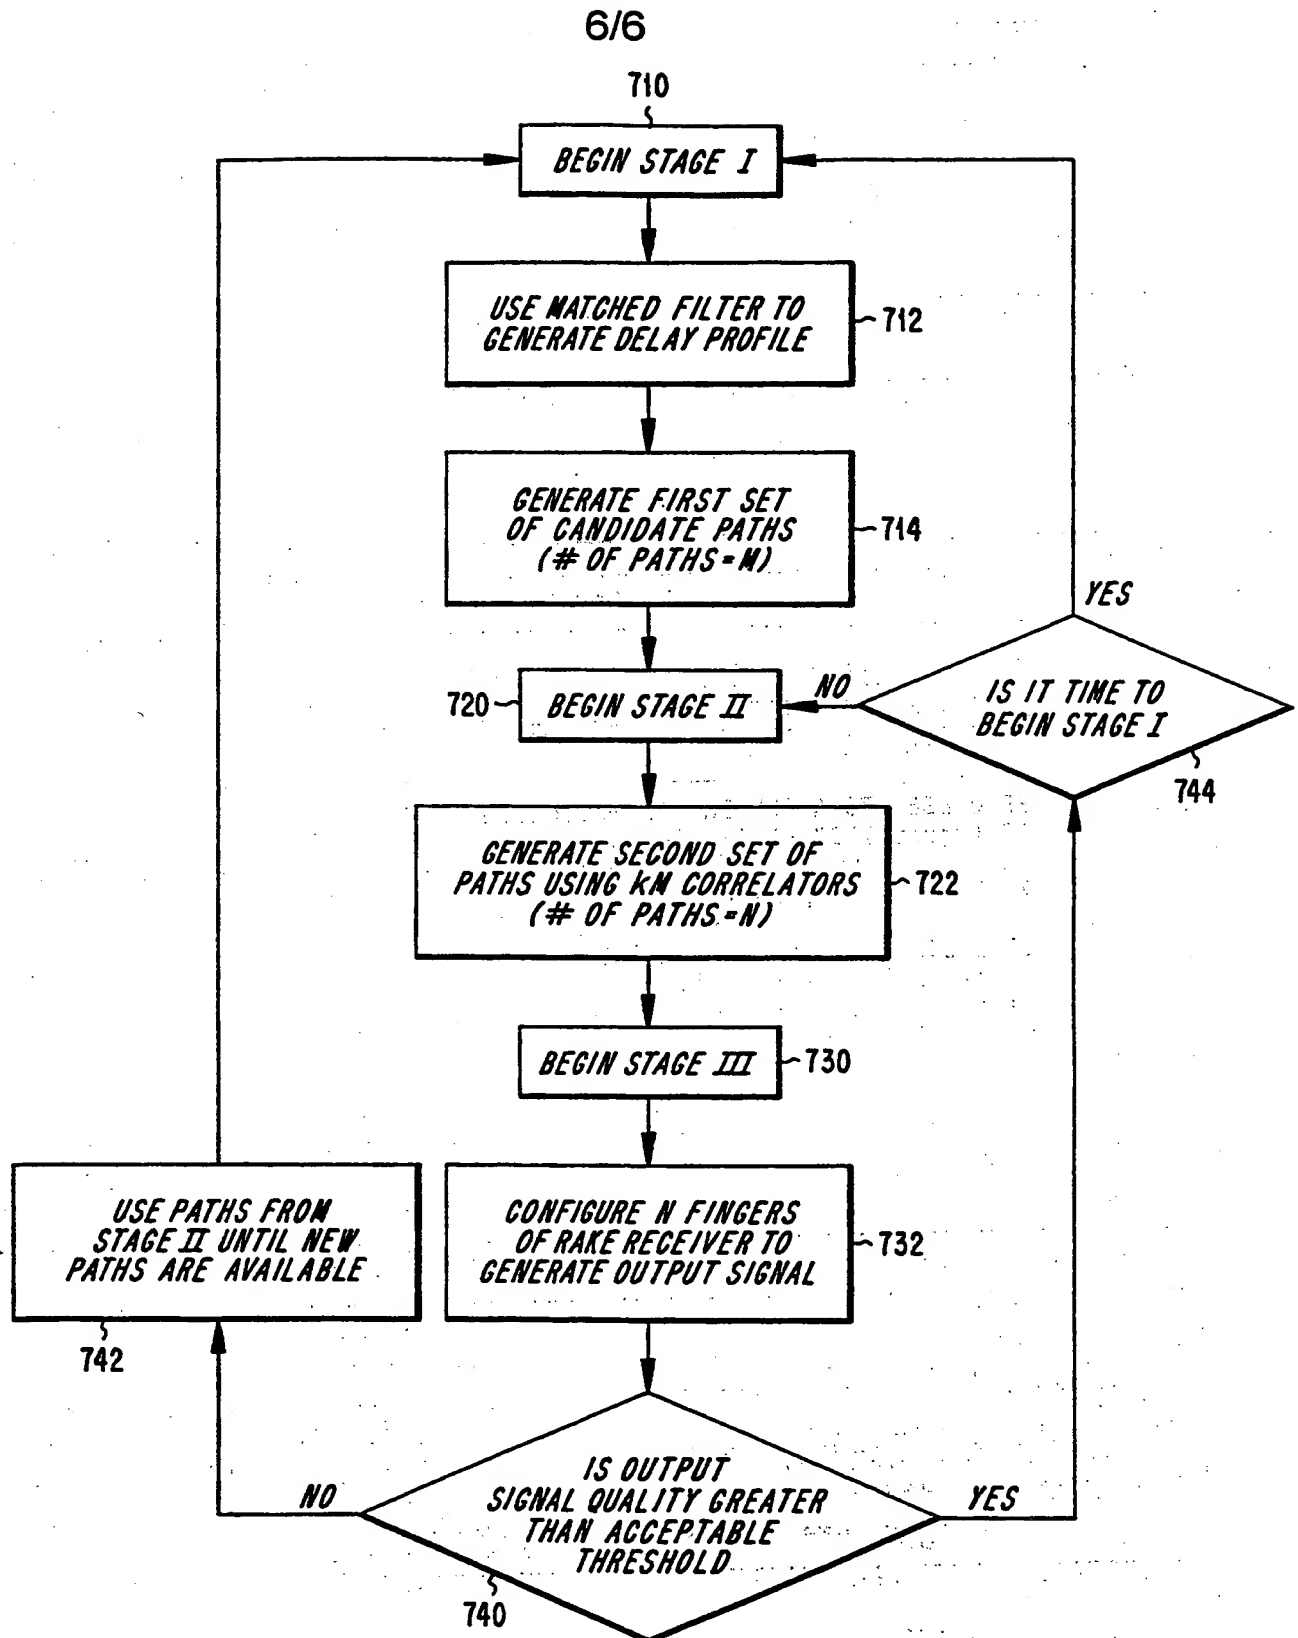 6/6
710
BEGIN STAGE I
USE MATCHED FILTER TO
GENERATE DELAY PROFILE
712
GENERATE FIRST SET
OF CANDIDATE PATHS
(# OF PATHS=M)
714
YES
720
BEGIN STAGE II
NO
IS IT TIME TO
BEGIN STAGE I
744
GENERATE SECOND SET OF
PATHS USING kM CORRELATORS
(# OF PATHS=N)
722
BEGIN STAGE III
730
USE PATHS FROM
STAGE II UNTIL NEW
PATHS ARE AVAILABLE
742
CONFIGURE N FINGERS
OF RAKE RECEIVER TO
GENERATE OUTPUT SIGNAL
732
NO
IS OUTPUT
SIGNAL QUALITY GREATER
THAN ACCEPTABLE
THRESHOLD
YES
740